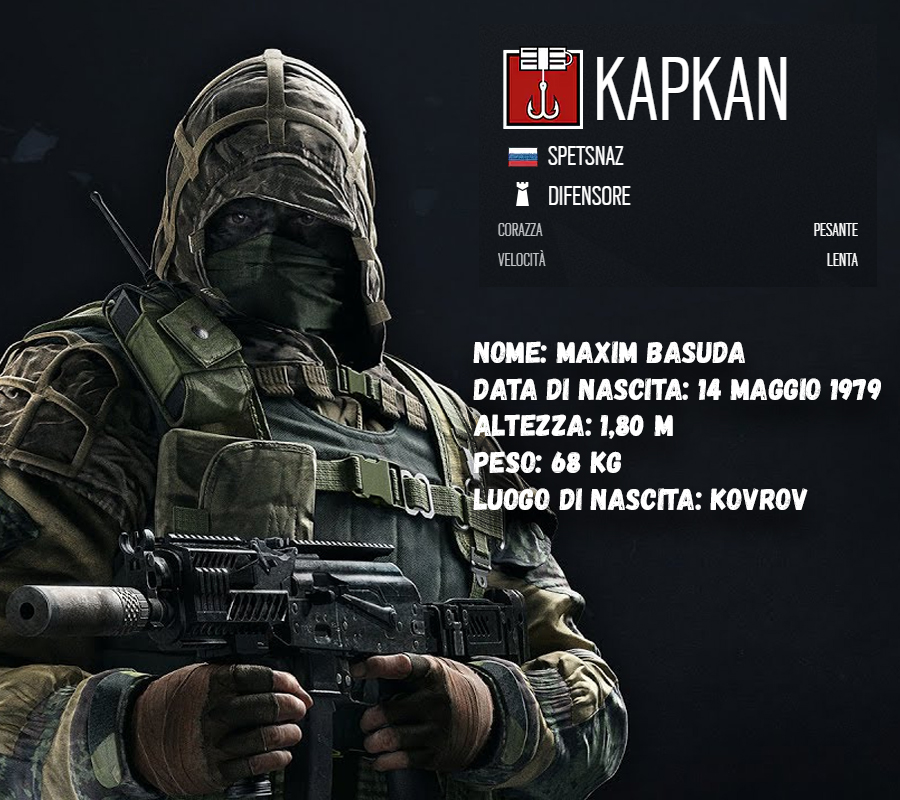 KAPKAN
SPETSNAZ
DIFENSORE
CORAZZA PESANTE
VELOCITÀ LENTA
NOME: MAXIM BASUDA
DATA DI NASCITA: 14 MAGGIO 1979
ALTEZZA: 1,80 M
PESO: 68 KG
LUOGO DI NASCITA: KOVROV